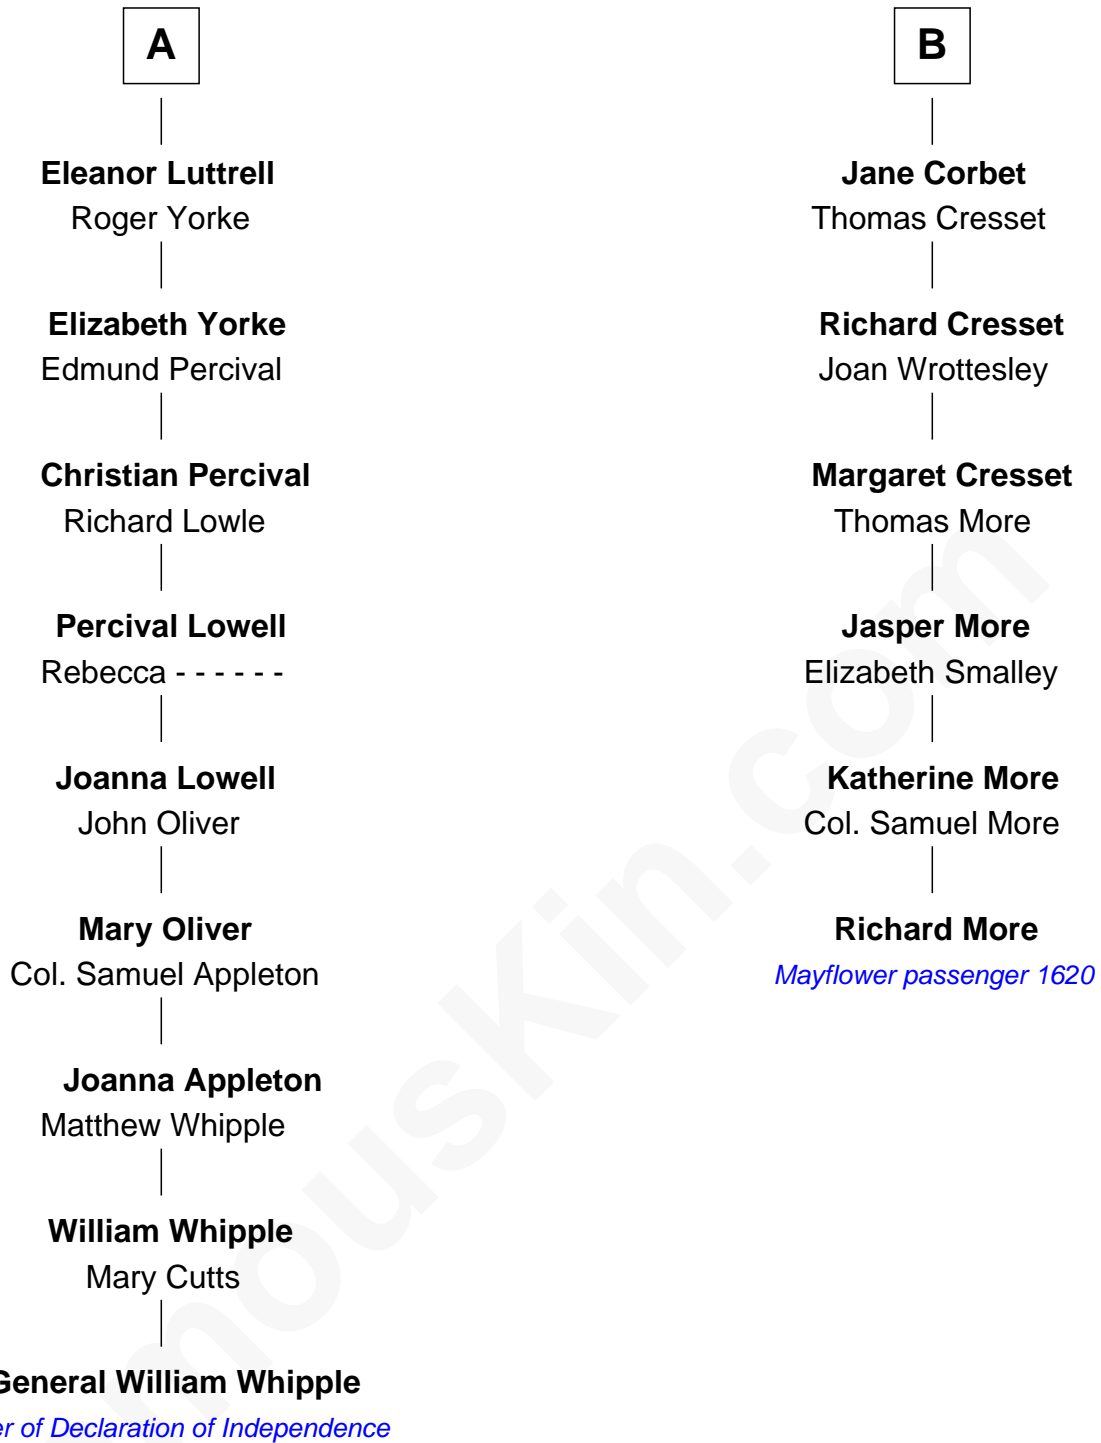 A
Eleanor Luttrell
Roger Yorke
Elizabeth Yorke
Edmund Percival
Christian Percival
Richard Lowle
Percival Lowell
Rebecca - - - - - -
Joanna Lowell
John Oliver
Mary Oliver
Col. Samuel Appleton
Joanna Appleton
Matthew Whipple
William Whipple
Mary Cutts
General William Whipple
er of Declaration of Independence
B
Jane Corbet
Thomas Cresset
Richard Cresset
Joan Wrottesley
Margaret Cresset
Thomas More
Jasper More
Elizabeth Smalley
Katherine More
Col. Samuel More
Richard More
Mayflower passenger 1620
mousKin.com